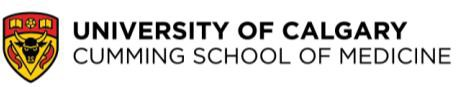 UNIVERSITY OF CALGARY
CUMMING SCHOOL OF MEDICINE